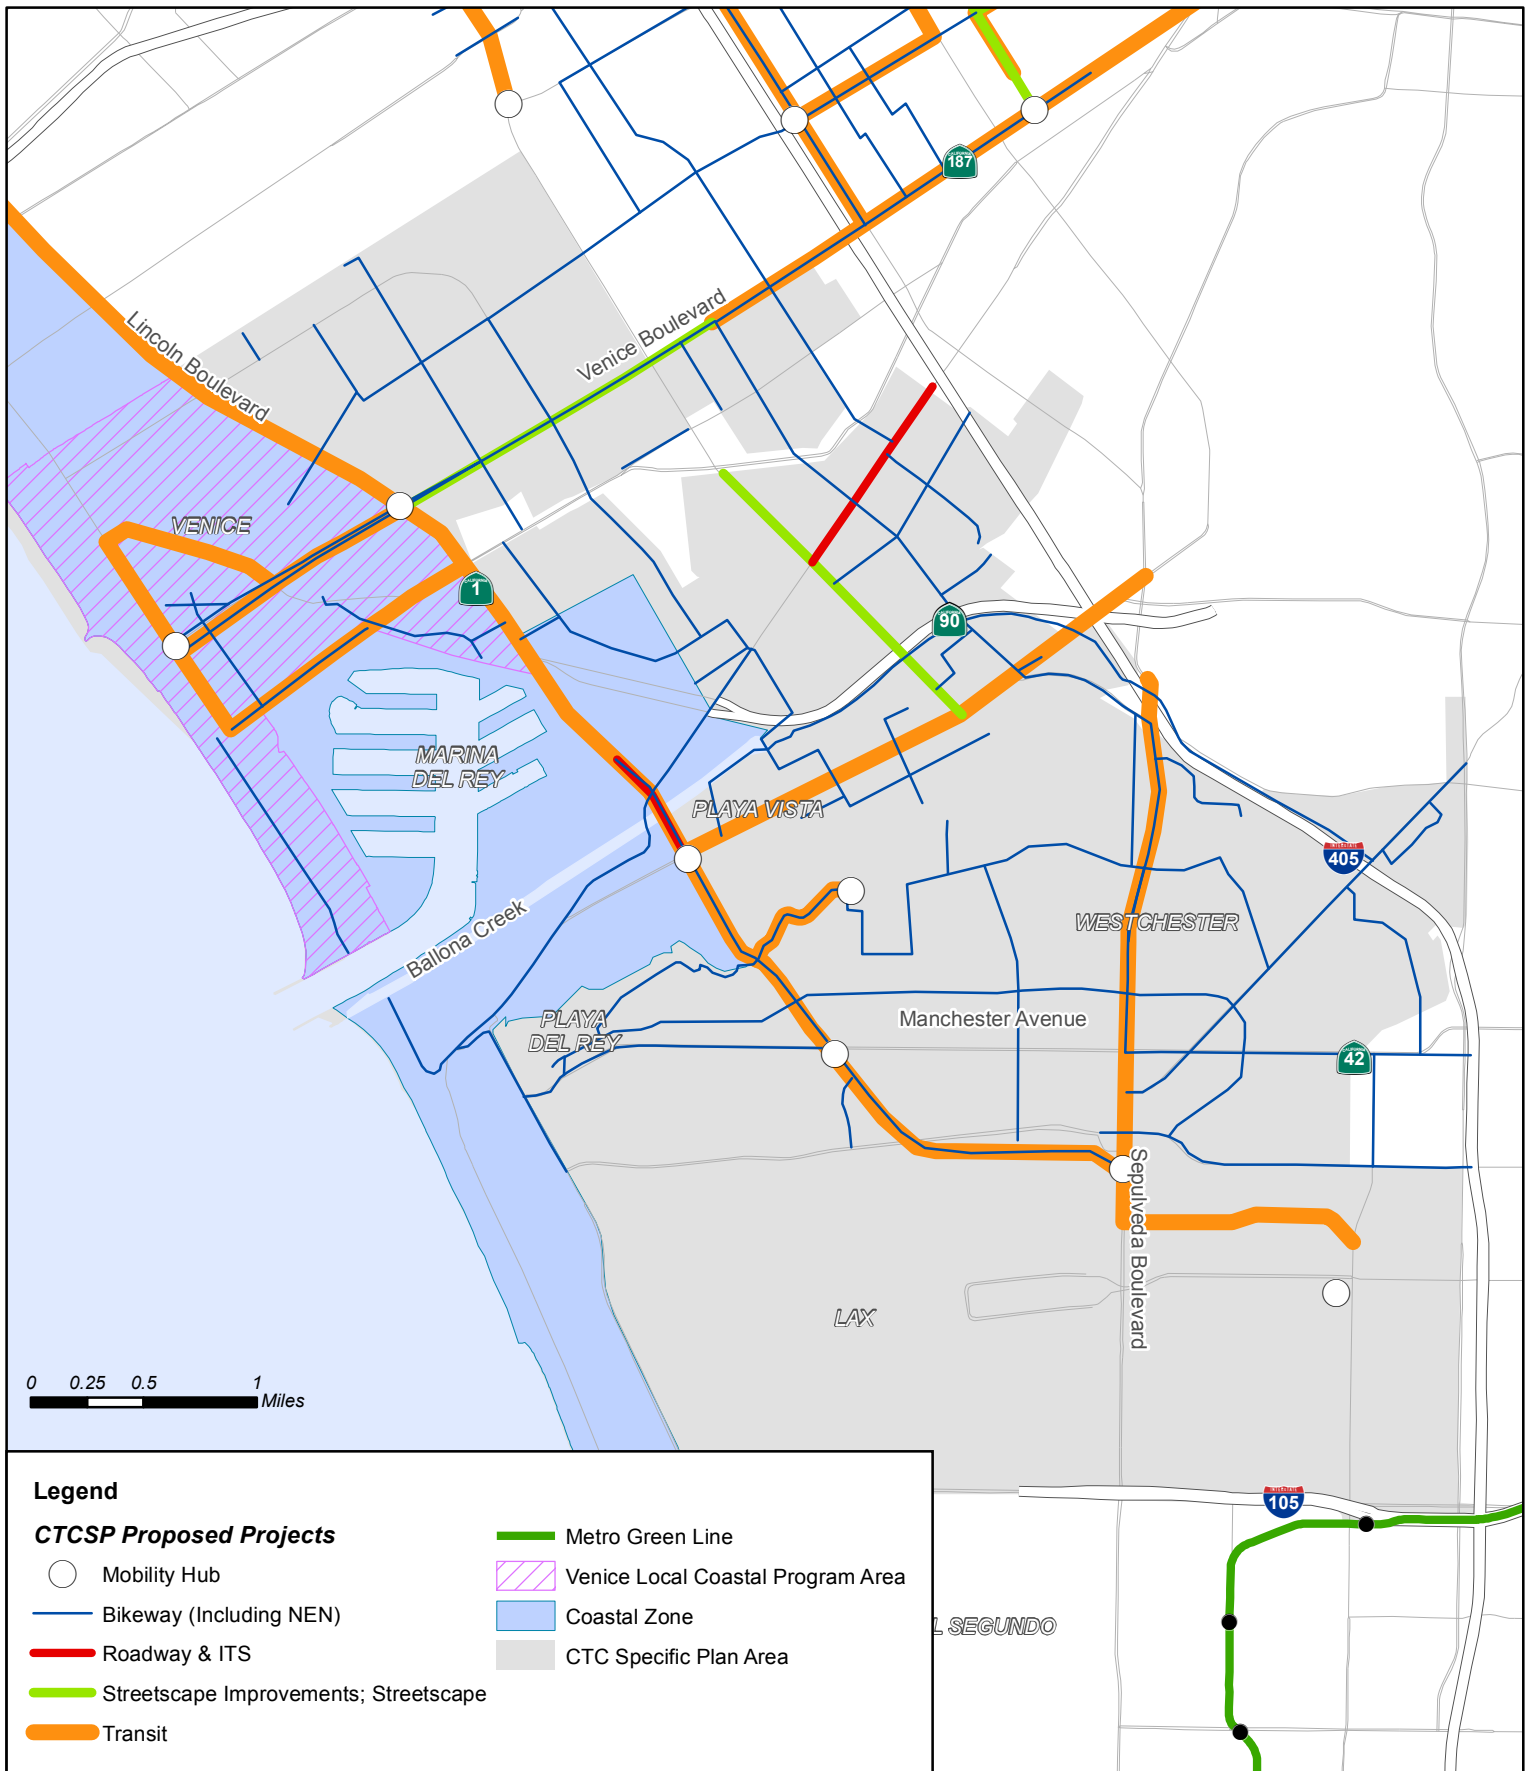 187
Lincoln Boulevard
Venice Boulevard
VENICE
CALIFORNIA
1
90
MARINA
DEL REY
PLAYA VISTA
INTERSTATE
405
WESTCHESTER
Ballona Creek
PLAYA
DEL REY
Manchester Avenue
42
Sepulveda Boulevard
LAX
0 0.25 0.5 1
Miles
INTERSTATE
105
L SEGUNDO
Legend
CTCSP Proposed Projects
Mobility Hub
Bikeway (Including NEN)
Roadway & ITS
Streetscape Improvements; Streetscape
Transit
Metro Green Line
Venice Local Coastal Program Area
Coastal Zone
CTC Specific Plan Area